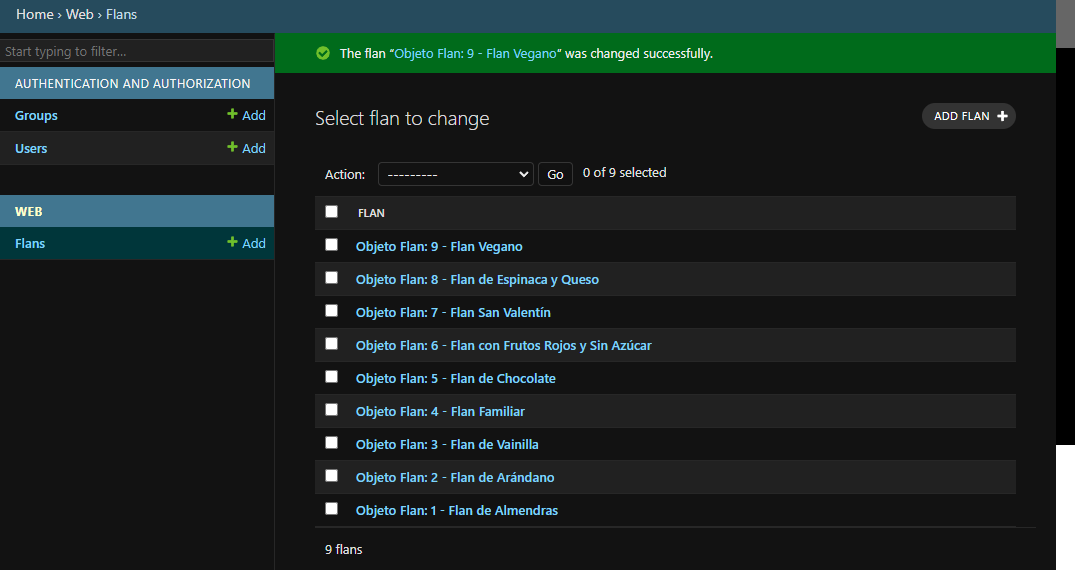 Home › Web › Flans
Start typing to filter...
AUTHENTICATION AND AUTHORIZATION
Groups + Add
Users + Add
WEB
Flans + Add
The flan “Objeto Flan: 9 - Flan Vegano” was changed successfully.
Select flan to change
ADD FLAN +
Action: --------- Go 0 of 9 selected
FLAN
Objeto Flan: 9 - Flan Vegano
Objeto Flan: 8 - Flan de Espinaca y Queso
Objeto Flan: 7 - Flan San Valentín
Objeto Flan: 6 - Flan con Frutos Rojos y Sin Azúcar
Objeto Flan: 5 - Flan de Chocolate
Objeto Flan: 4 - Flan Familiar
Objeto Flan: 3 - Flan de Vainilla
Objeto Flan: 2 - Flan de Arándano
Objeto Flan: 1 - Flan de Almendras
9 flans